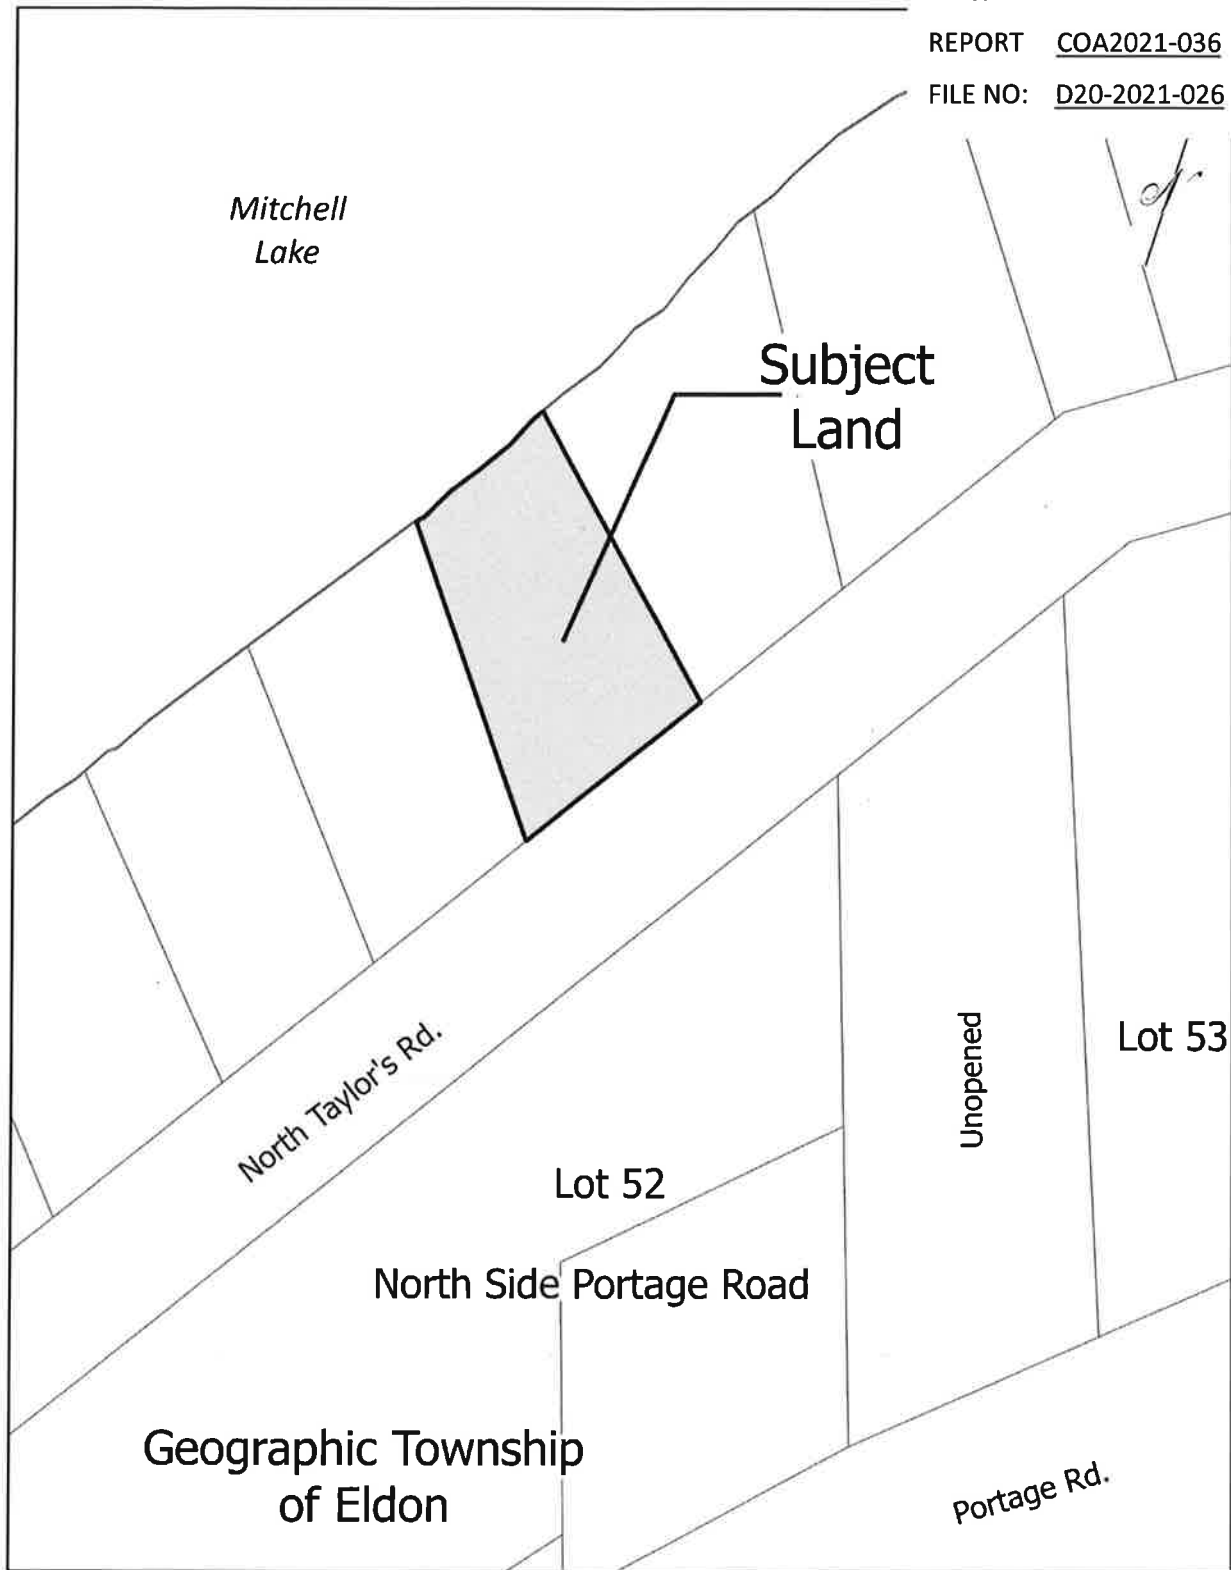 REPORT COA2021-036
FILE NO: D20-2021-026
Mitchell
Lake
Subject
Land
North Taylor's Rd.
Unopened
Lot 53
Lot 52
North Side Portage Road
Geographic Township
of Eldon
Portage Rd.